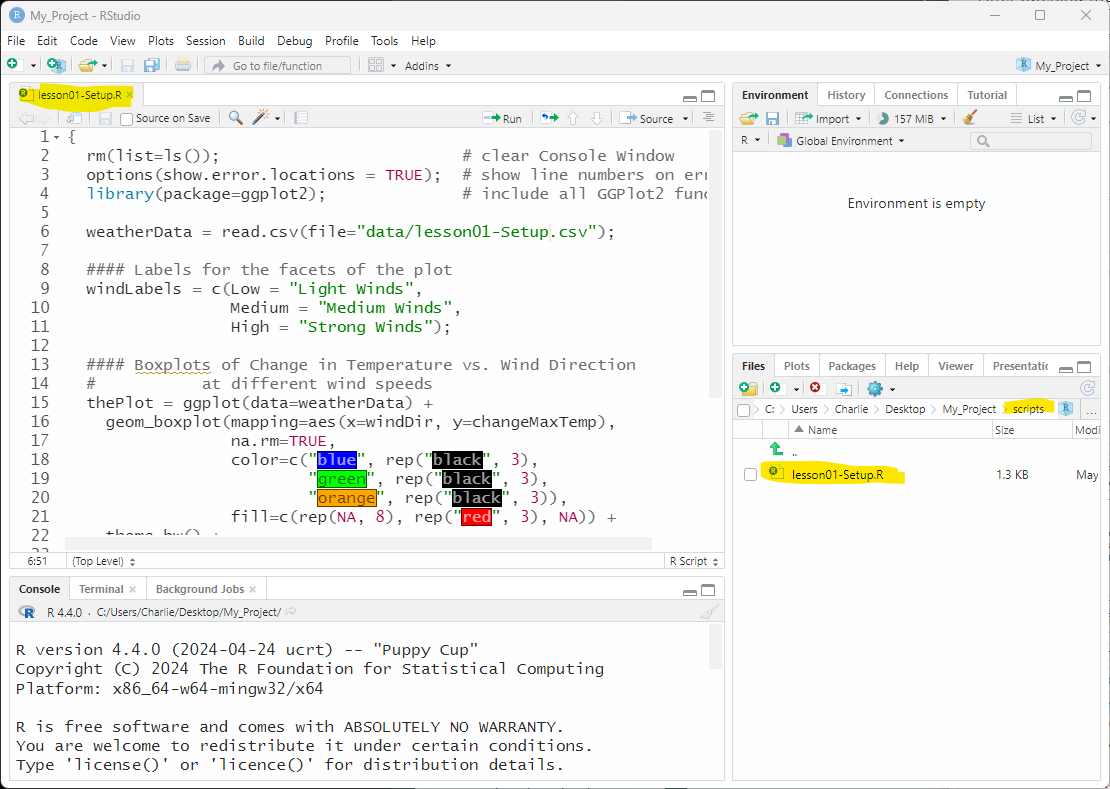 My_Project - RStudio
File Edit Code View Plots Session Build Debug Profile Tools Help
Go to file/function Addins My_Project
lesson01-Setup.R
Source on Save Run Source
1 {
2 rm(list=ls()); # clear Console Window
3 options(show.error.locations = TRUE); # show line numbers on err
4 library(package=ggplot2); # include all GGPlot2 func
5
6 weatherData = read.csv(file="data/lesson01-Setup.csv");
7
8 #### Labels for the facets of the plot
9 windLabels = c(Low = "Light Winds",
10 Medium = "Medium Winds",
11 High = "Strong Winds");
12
13 #### Boxplots of Change in Temperature vs. Wind Direction
14 # at different wind speeds
15 thePlot = ggplot(data=weatherData) +
16 geom_boxplot(mapping=aes(x=windDir, y=changeMaxTemp),
17 na.rm=TRUE,
18 color=c("blue", rep("black", 3),
19 "green", rep("black", 3),
20 "orange", rep("black", 3)),
21 fill=c(rep(NA, 8), rep("red", 3), NA)) +
22 theme_bw() +
6:51 (Top Level) R Script
Console Terminal Background Jobs
R 4.4.0 · C:/Users/Charlie/Desktop/My_Project/
R version 4.4.0 (2024-04-24 ucrt) -- "Puppy Cup"
Copyright (C) 2024 The R Foundation for Statistical Computing
Platform: x86_64-w64-mingw32/x64
R is free software and comes with ABSOLUTELY NO WARRANTY.
You are welcome to redistribute it under certain conditions.
Type 'license()' or 'licence()' for distribution details.
Environment History Connections Tutorial
Import 157 MiB List
R Global Environment
Environment is empty
Files Plots Packages Help Viewer Presentatic
C: Users Charlie Desktop My_Project scripts R ...
Name Size Modi
..
lesson01-Setup.R 1.3 KB May